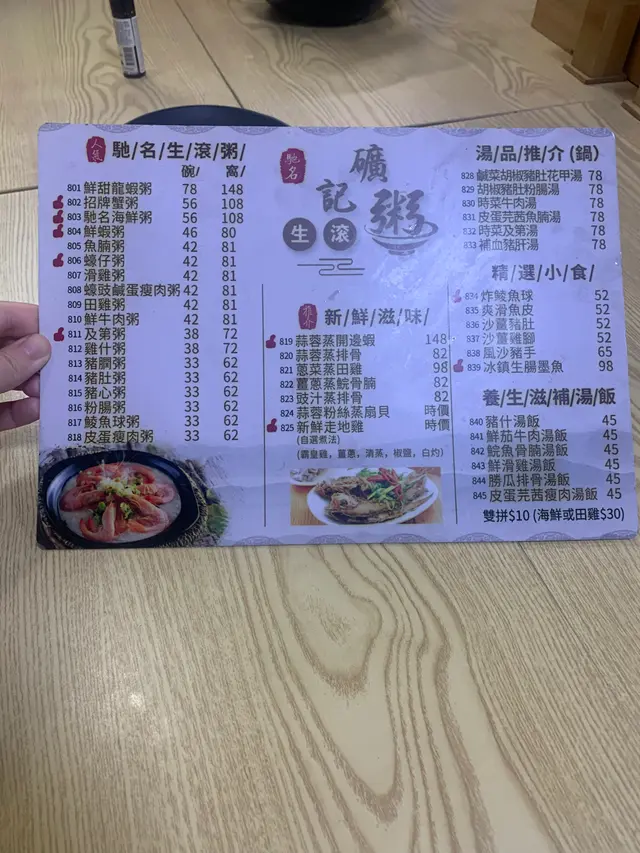 人氣
馳/名/生/滾/粥/
碗/ 窩/
801 鮮甜龍蝦粥 78 148
802 招牌蟹粥 56 108
803 馳名海鮮粥 56 108
804 鮮蝦粥 46 80
805 魚腩粥 42 81
806 蠔仔粥 42 81
807 滑雞粥 42 81
808 蠔豉鹹蛋瘦肉粥 42 81
809 田雞粥 42 81
810 鮮牛肉粥 42 81
811 及第粥 38 72
812 雞什粥 38 72
813 豬膶粥 33 62
814 豬肚粥 33 62
815 豬心粥 33 62
816 粉腸粥 33 62
817 鯪魚球粥 33 62
818 皮蛋瘦肉粥 33 62
馳名
礦記
生滾粥
推介
新/鮮/滋/味/
819 蒜蓉蒸開邊蝦 148
820 蒜蓉蒸排骨 82
821 蔥菜蒸田雞 98
822 薑蔥蒸鯇骨腩 82
823 豉汁蒸排骨 82
824 蒜蓉粉絲蒸扇貝 時價
825 新鮮走地雞 時價
(自選煮法)
(霸皇雞，薑蔥，清蒸，椒鹽，白灼)
湯/品/推/介 (鍋)
828 鹹菜胡椒豬肚花甲湯 78
829 胡椒豬肚粉腸湯 78
830 時菜牛肉湯 78
831 皮蛋芫茜魚腩湯 78
832 時菜及第湯 78
833 補血豬肝湯 78
精/選/小/食/
834 炸鯪魚球 52
835 爽滑魚皮 52
836 沙薑豬肚 52
837 沙薑雞腳 52
838 風沙豬手 65
839 冰鎮生腸墨魚 98
養/生/滋/補/湯/飯
840 豬什湯飯 45
841 鮮茄牛肉湯飯 45
842 鯇魚骨腩湯飯 45
843 鮮滑雞湯飯 45
844 勝瓜排骨湯飯 45
845 皮蛋芫茜瘦肉湯飯 45
雙拼$10 (海鮮或田雞$30)